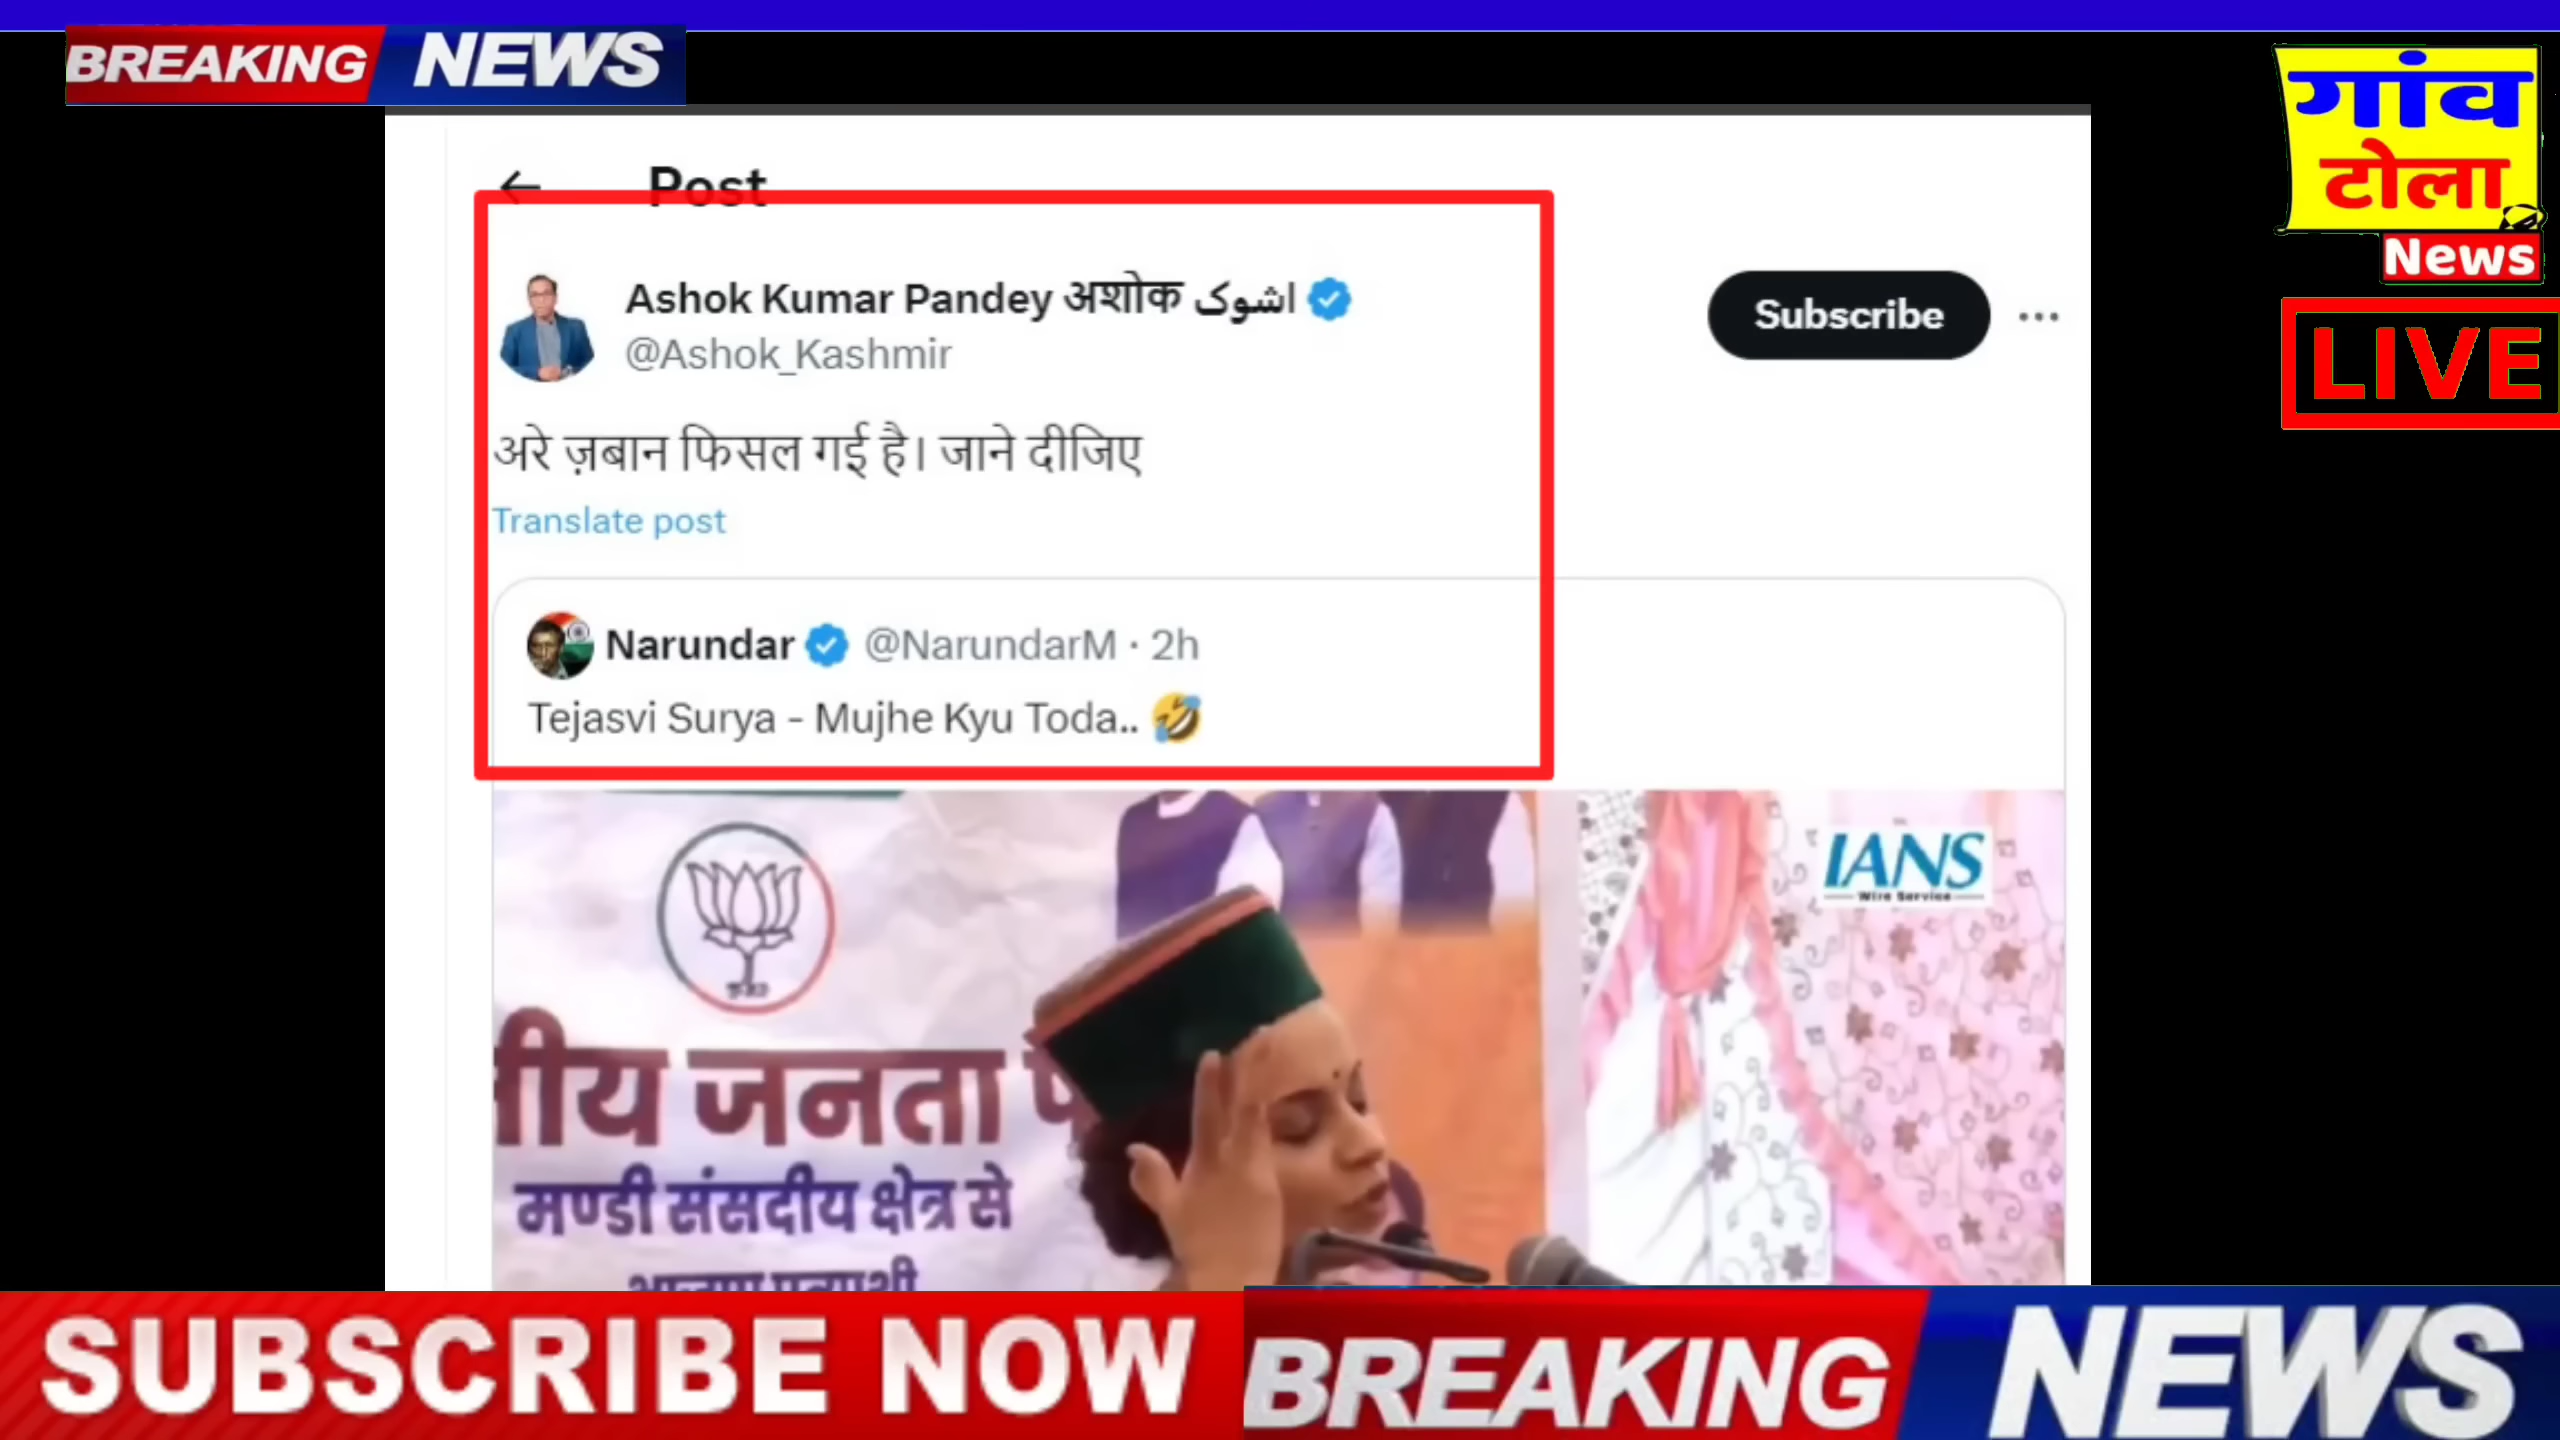 BREAKING NEWS
गांव
टोला
News
LIVE
Post
Ashok Kumar Pandey अशोक اشوک
@Ashok_Kashmir
Subscribe
अरे ज़बान फिसल गई है। जाने दीजिए
Translate post
Narundar @NarundarM · 2h
Tejasvi Surya - Mujhe Kyu Toda.. 🤣
IANS
Wire Service
ीय जनता प
मण्डी संसदीय क्षेत्र से
SUBSCRIBE NOW
BREAKING NEWS